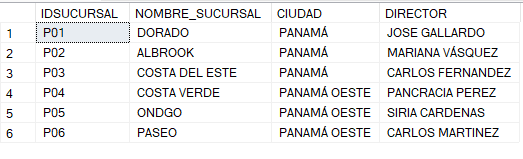 IDSUCURSAL NOMBRE_SUCURSAL CIUDAD DIRECTOR
1 P01 DORADO PANAMÁ JOSE GALLARDO
2 P02 ALBROOK PANAMÁ MARIANA VÁSQUEZ
3 P03 COSTA DEL ESTE PANAMÁ CARLOS FERNANDEZ
4 P04 COSTA VERDE PANAMÁ OESTE PANCRACIA PEREZ
5 P05 ONDGO PANAMÁ OESTE SIRIA CARDENAS
6 P06 PASEO PANAMÁ OESTE CARLOS MARTINEZ